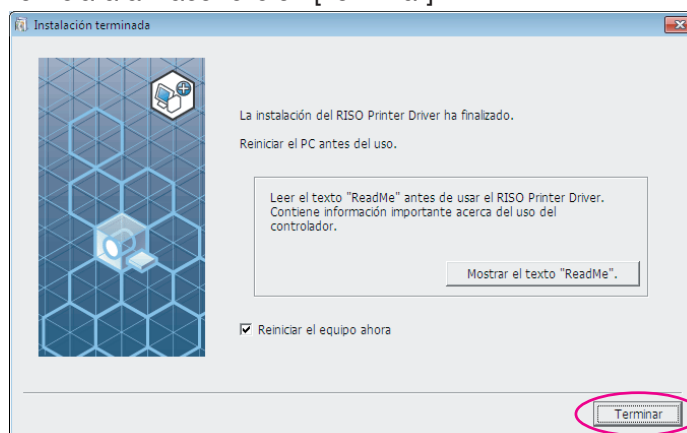 Instalación terminada
La instalación del RISO Printer Driver ha finalizado.
Reiniciar el PC antes del uso.
Leer el texto "ReadMe" antes de usar el RISO Printer Driver.
Contiene información importante acerca del uso del
controlador.
Mostrar el texto "ReadMe".
Reiniciar el equipo ahora
Terminar